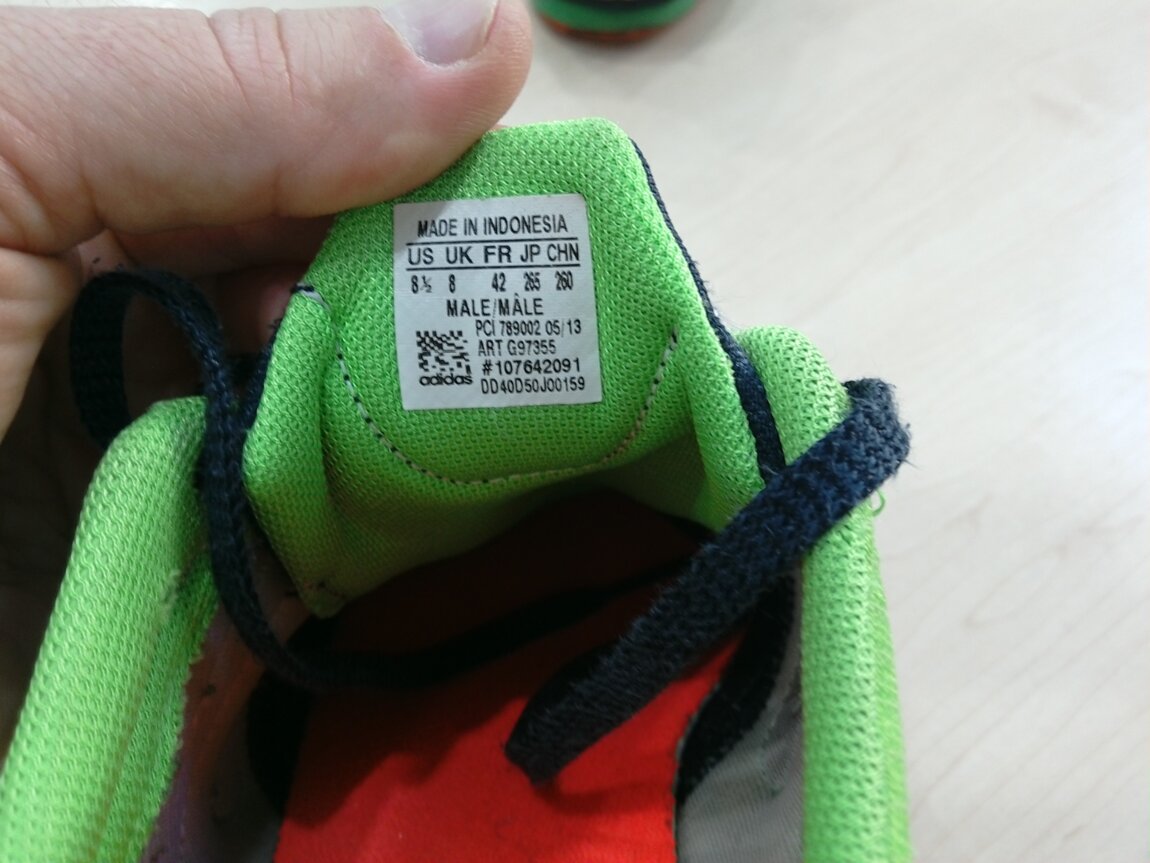 MADE IN INDONESIA
US UK FR JP CHN
8½ 8 42 265 260
MALE/MÂLE
PCI 789002 05/13
ART G97355
#107642091
adidas DD40D50J00159